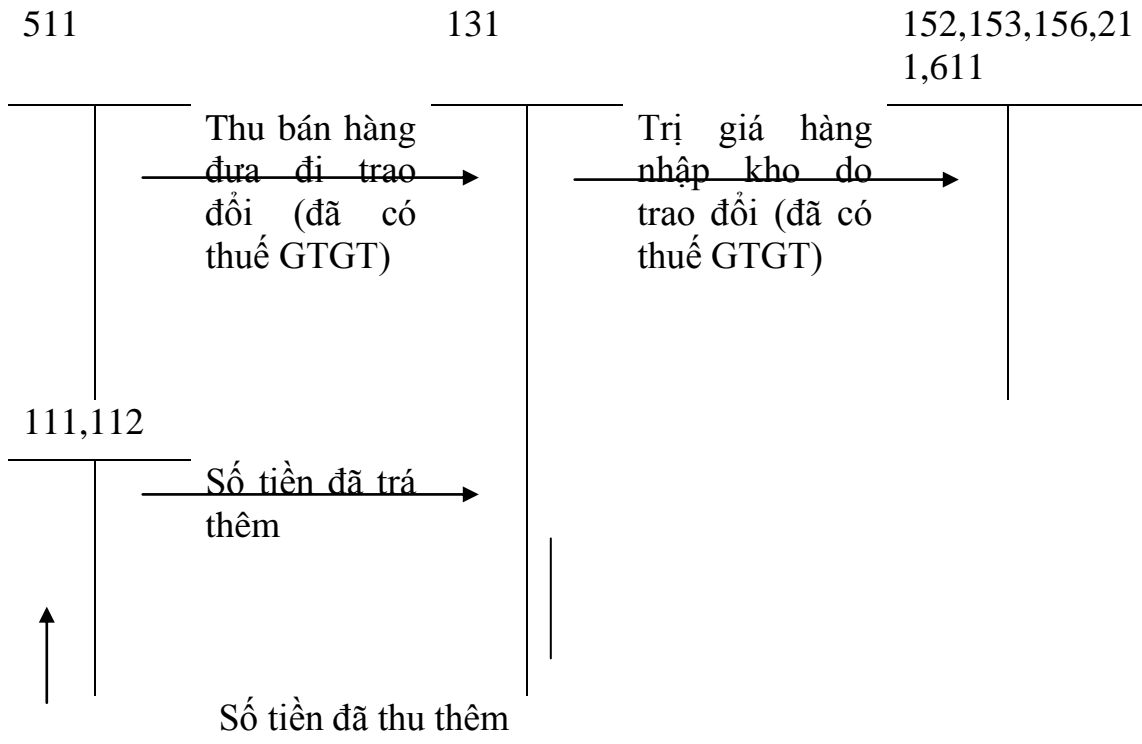 511
131
152,153,156,21
1,611
Thu bán hàng
đưa đi trao
đổi (đã có
thuế GTGT)
Trị giá hàng
nhập kho do
trao đổi (đã có
thuế GTGT)
111,112
Số tiền đã trá
thêm
Số tiền đã thu thêm